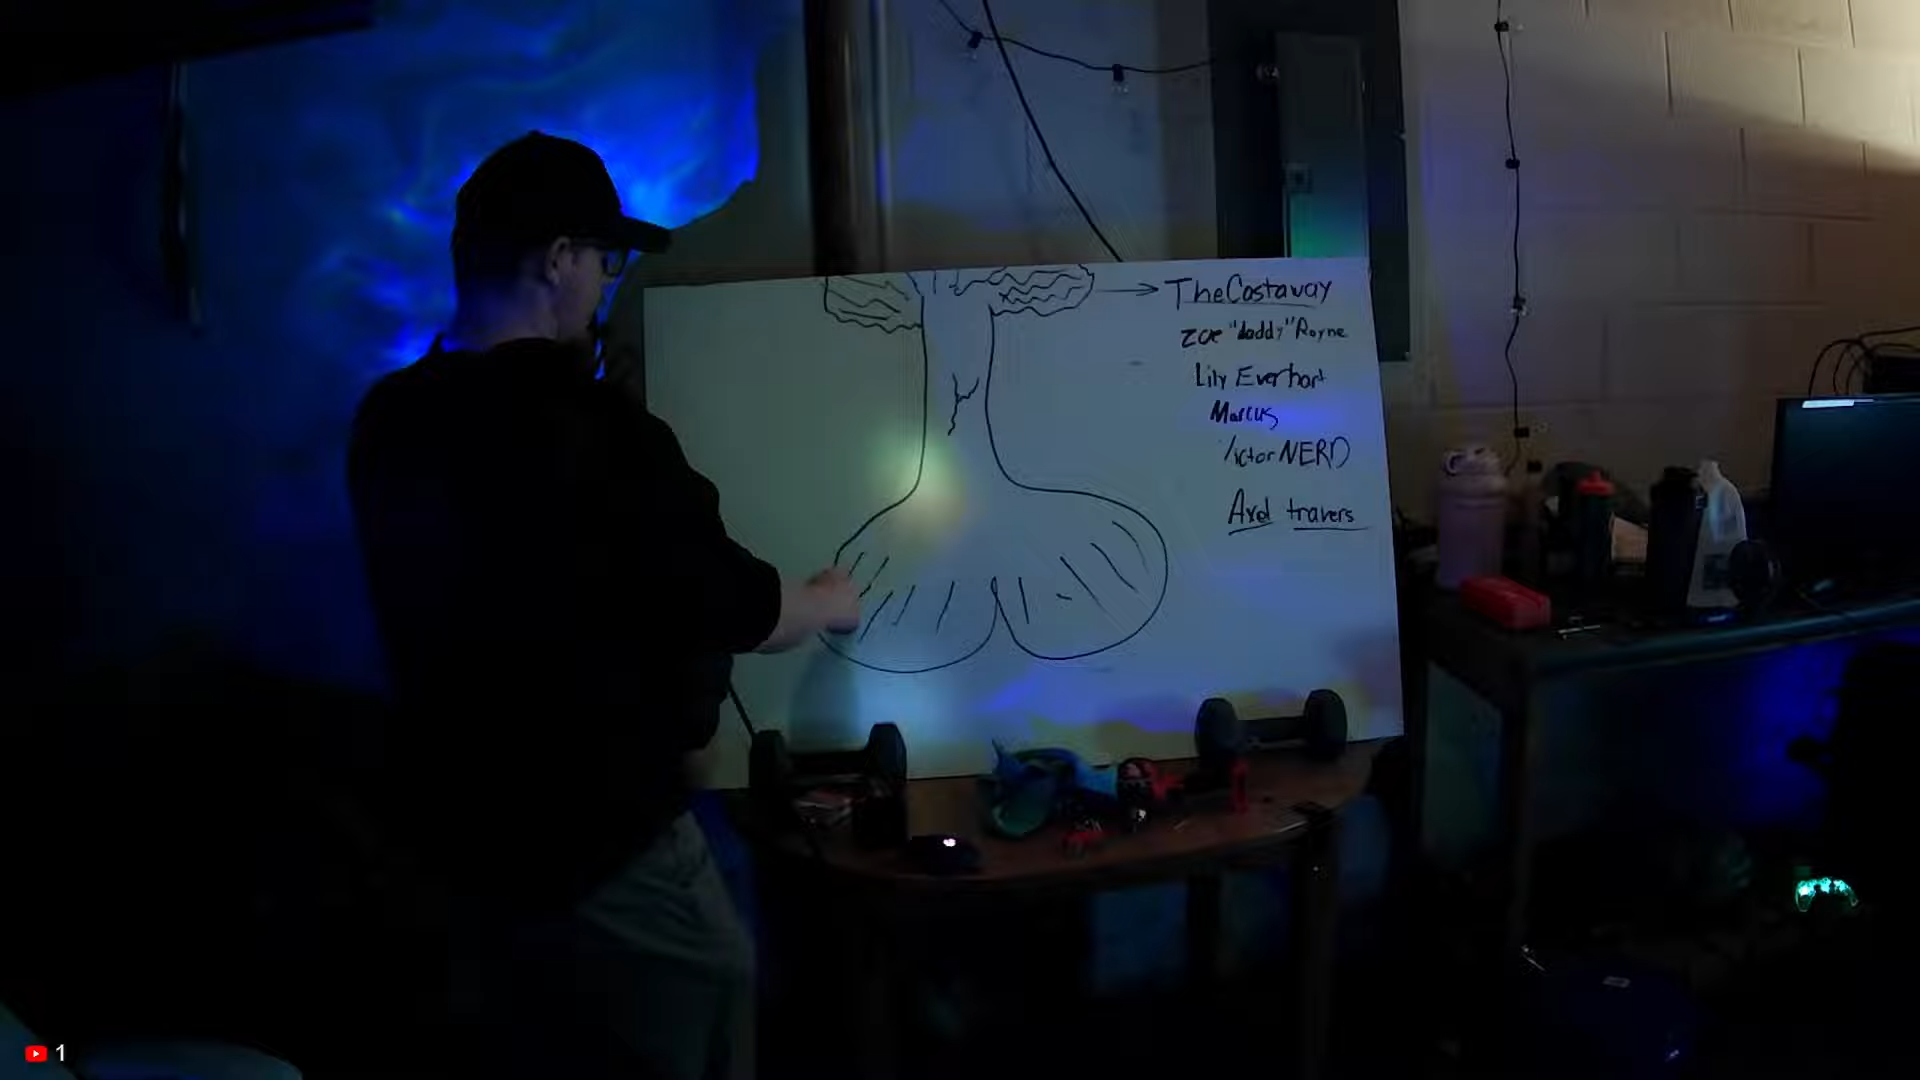 TheCastaway
Zoe "daddy" Rayne
Lily Everhart
Marcus
Victor NERD
Axel travers
1